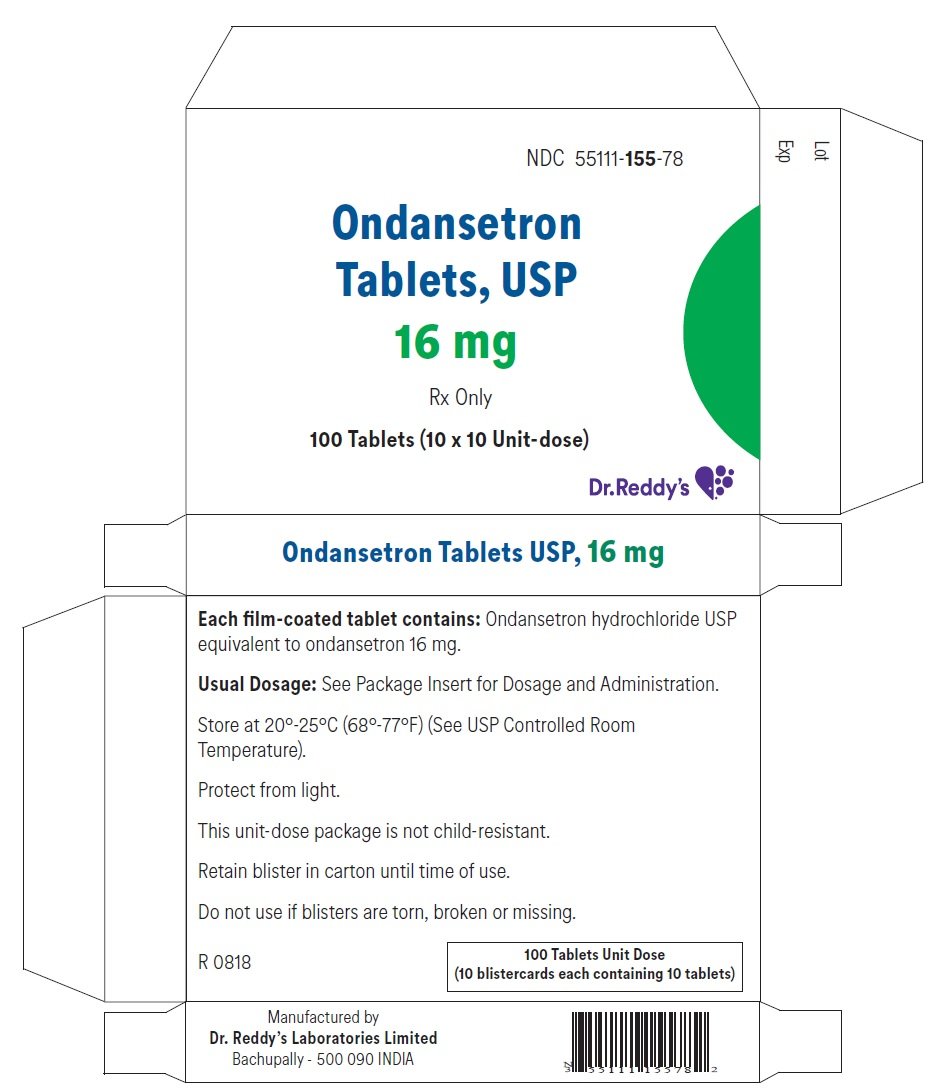 NDC 55111-155-78
Lot
Exp
Ondansetron
Tablets, USP
16 mg
Rx Only
100 Tablets (10 x 10 Unit-dose)
Dr.Reddy's
Ondansetron Tablets USP, 16 mg
Each film-coated tablet contains: Ondansetron hydrochloride USP
equivalent to ondansetron 16 mg.
Usual Dosage: See Package Insert for Dosage and Administration.
Store at 20º-25ºC (68º-77ºF) (See USP Controlled Room
Temperature).
Protect from light.
This unit-dose package is not child-resistant.
Retain blister in carton until time of use.
Do not use if blisters are torn, broken or missing.
R 0818
100 Tablets Unit Dose
(10 blistercards each containing 10 tablets)
Manufactured by
Dr. Reddy's Laboratories Limited
Bachupally - 500 090 INDIA